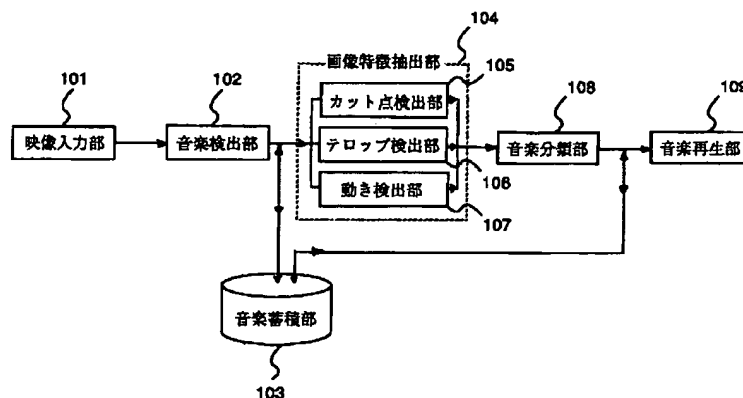 104
画像特徴抽出部
101
102
105
108
109
カット点検出部
映像入力部
音楽検出部
テロップ検出部
音楽分類部
音楽再生部
106
動き検出部
107
音楽蓄積部
103